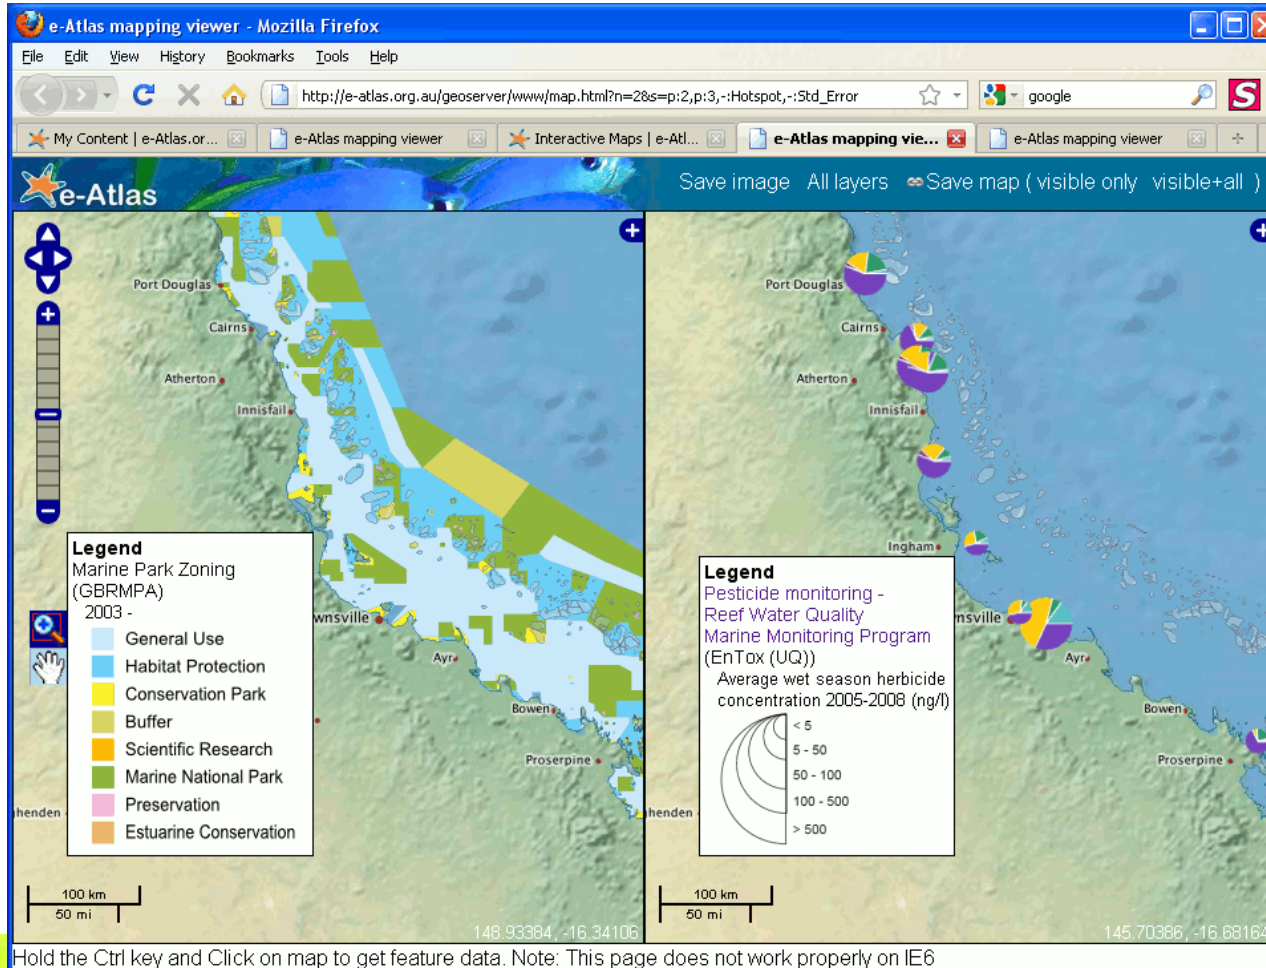 e-Atlas mapping viewer - Mozilla Firefox
File Edit View History Bookmarks Tools Help
http://e-atlas.org.au/geoserver/www/map.html?n=2&s=p:2,p:3,-:Hotspot,-:Std_Error
google
S
My Content | e-Atlas.or...
e-Atlas mapping viewer
Interactive Maps | e-Atl...
e-Atlas mapping vie...
e-Atlas mapping viewer
e-Atlas
Save image All layers Save map ( visible only visible+all )
Port Douglas
Cairns
Atherton
Innisfail
wnsville
Ayr
Bowen
Proserpine
ghenden
Legend
Marine Park Zoning
(GBRMPA)
2003 -
General Use
Habitat Protection
Conservation Park
Buffer
Scientific Research
Marine National Park
Preservation
Estuarine Conservation
100 km
50 mi
148.93384, -16.34106
Port Douglas
Cairns
Atherton
Innisfail
Ingham
wnsville
Ayr
Bowen
Proserpine
ghenden
Legend
Pesticide monitoring -
Reef Water Quality
Marine Monitoring Program
(EnTox (UQ))
Average wet season herbicide
concentration 2005-2008 (ng/l)
< 5
5 - 50
50 - 100
100 - 500
> 500
100 km
50 mi
145.70386, -16.68164
Hold the Ctrl key and Click on map to get feature data. Note: This page does not work properly on IE6